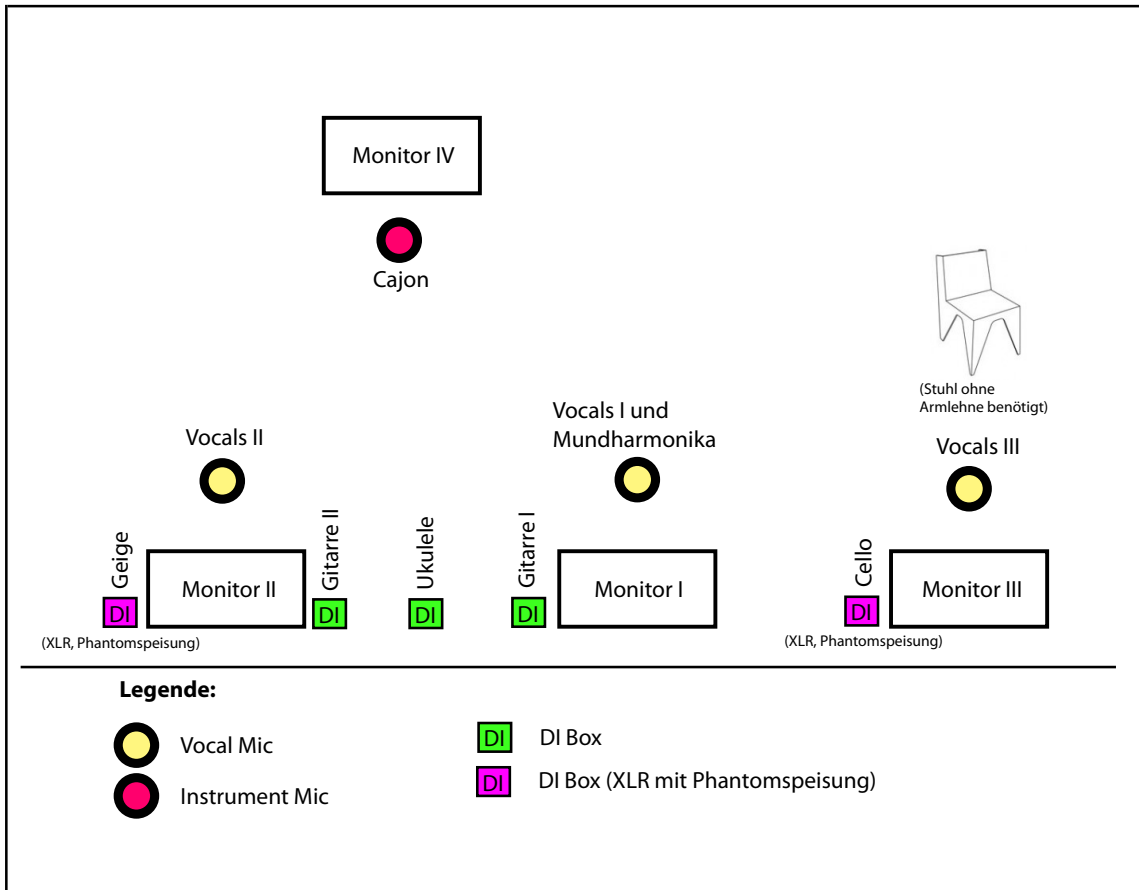 Monitor IV
Cajon
(Stuhl ohne
Armlehne benötigt)
Vocals II
Vocals I und
Mundharmonika
Vocals III
Geige
DI
(XLR, Phantomspeisung)
Monitor II
Gitarre II
DI
Ukulele
DI
Gitarre I
DI
Monitor I
Cello
DI
(XLR, Phantomspeisung)
Monitor III
Legende:
Vocal Mic
Instrument Mic
DI
DI Box
DI
DI Box (XLR mit Phantomspeisung)